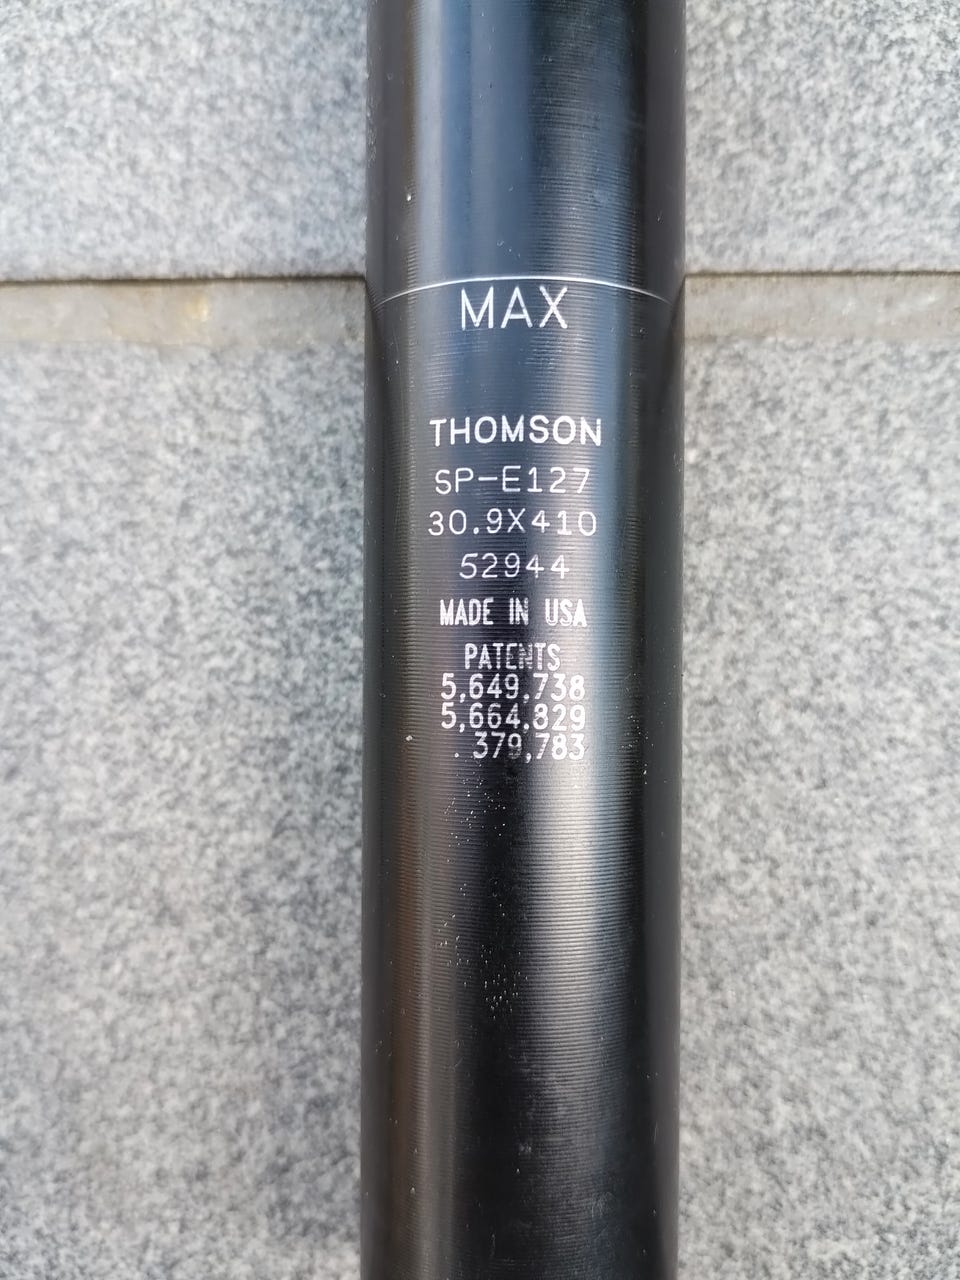 MAX
THOMSON
SP-E127
30.9X410
52944
MADE IN USA
PATENTS
5,649,738
5,664,829
. 379,783